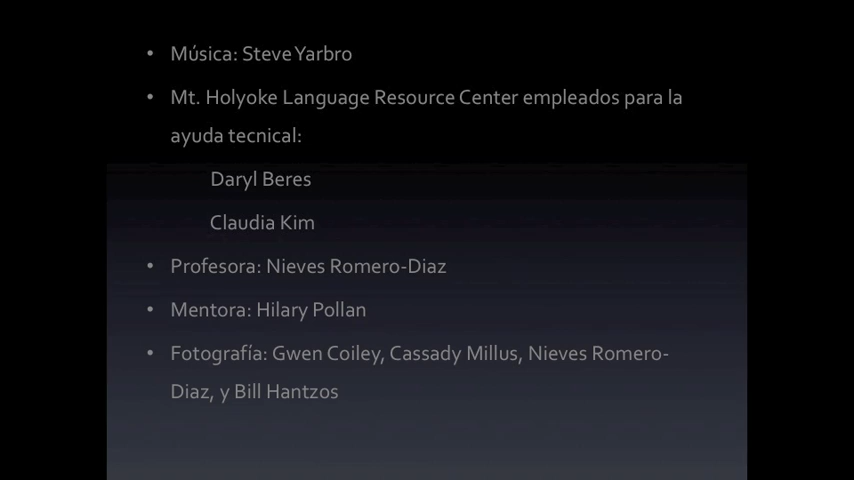 • Música: Steve Yarbro
• Mt. Holyoke Language Resource Center empleados para la
ayuda tecnical:
Daryl Beres
Claudia Kim
• Profesora: Nieves Romero-Diaz
• Mentora: Hilary Pollan
• Fotografía: Gwen Coiley, Cassady Millus, Nieves Romero-
Diaz, y Bill Hantzos